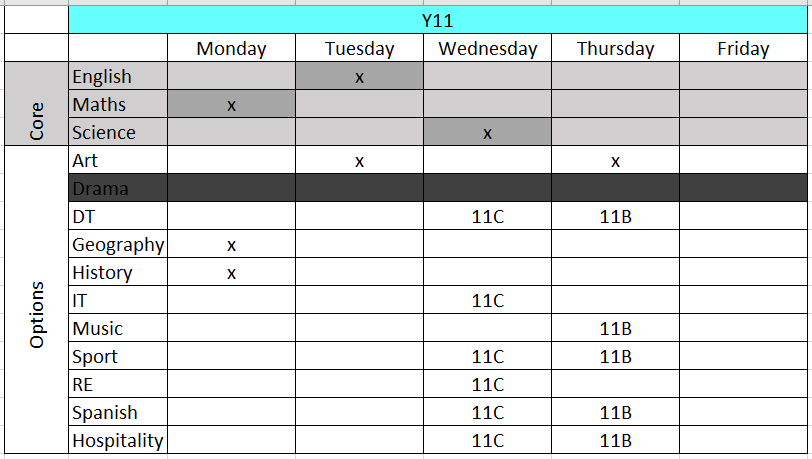 Y11
Monday Tuesday Wednesday Thursday Friday
Core
English x
Maths x
Science x
Options
Art x x
Drama
DT 11C 11B
Geography x
History x
IT 11C
Music 11B
Sport 11C 11B
RE 11C
Spanish 11C 11B
Hospitality 11C 11B